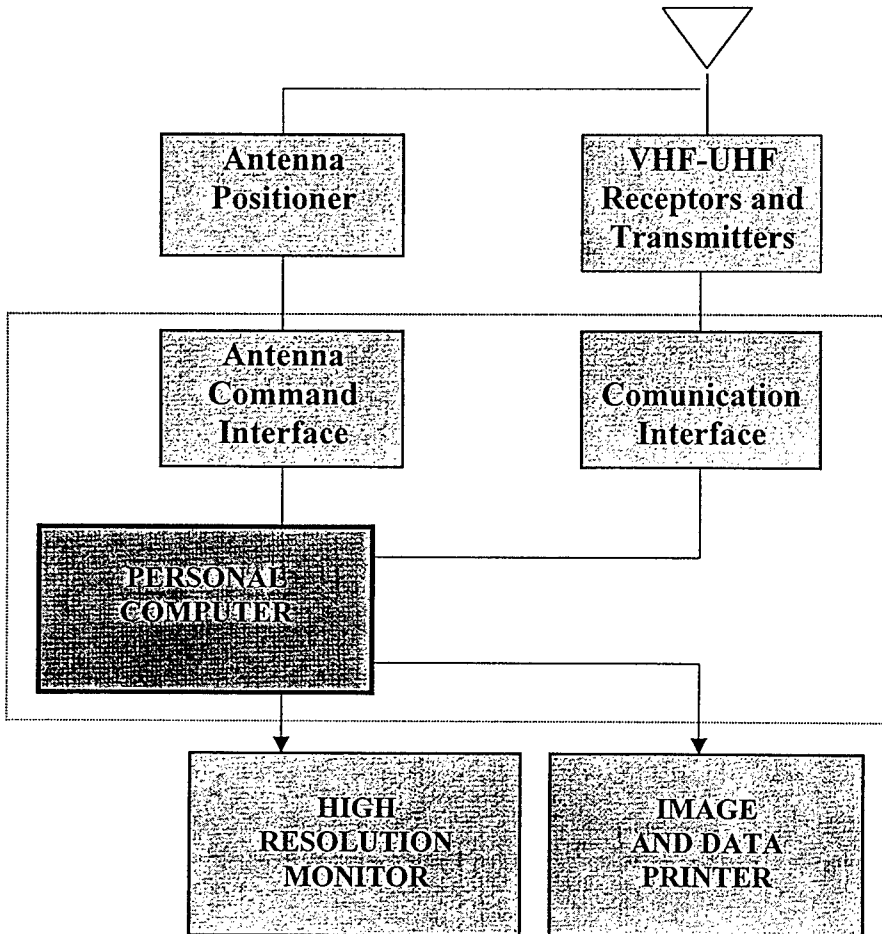 Antenna
Positioner
VHF-UHF
Receptors and
Transmitters
Antenna
Command
Interface
Comunication
Interface
PERSONAL
COMPUTER
HIGH
RESOLUTION
MONITOR
IMAGE
AND DATA
PRINTER